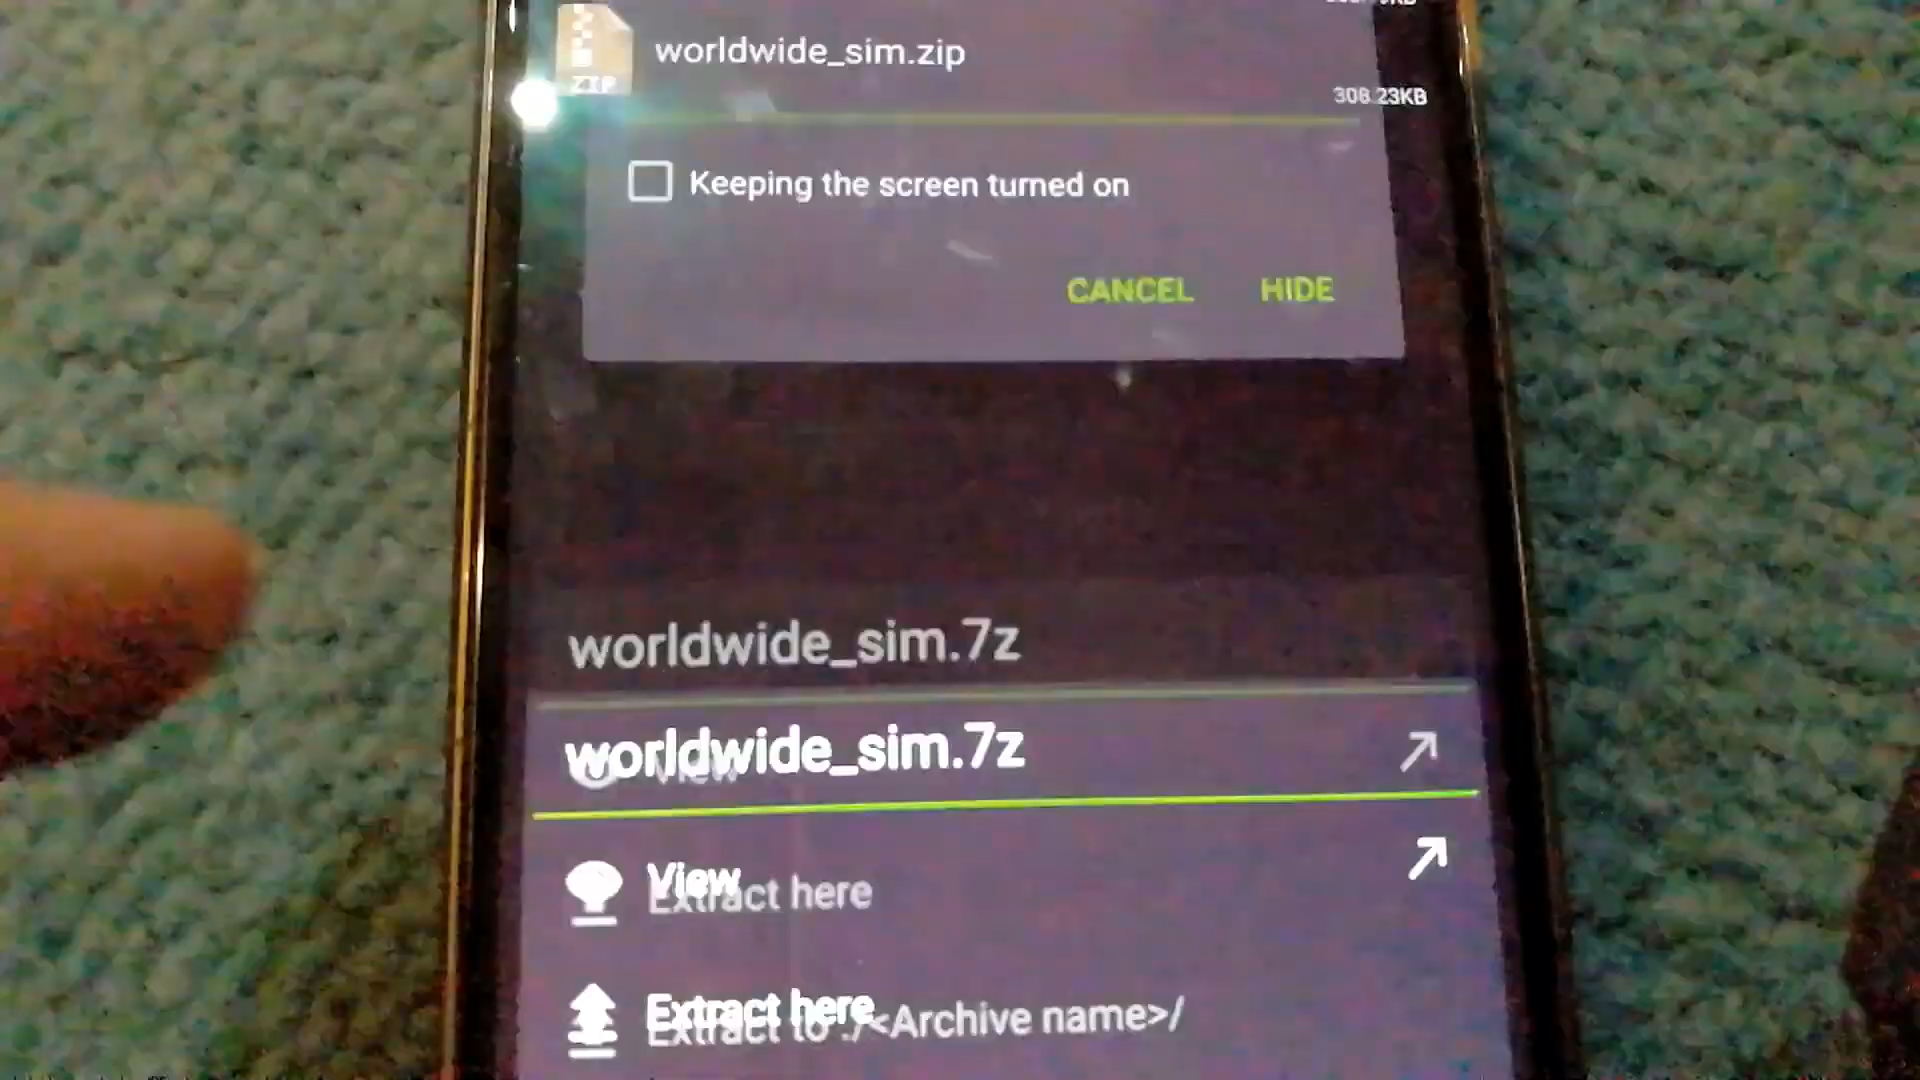 worldwide_sim.zip
ZIP
308.23KB
Keeping the screen turned on
CANCEL HIDE
worldwide_sim.7z
worldwide_sim.7z
View
View
Extract here
Extract here
Extract to ./<Archive name>/